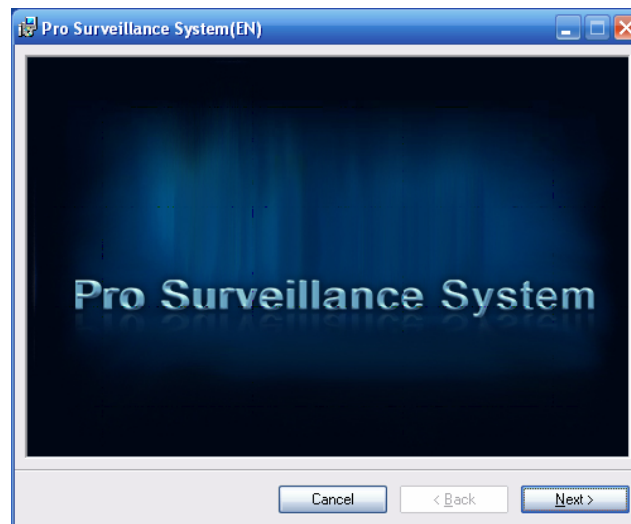 Pro Surveillance System(EN)
Pro Surveillance System
Cancel
< Back
Next >